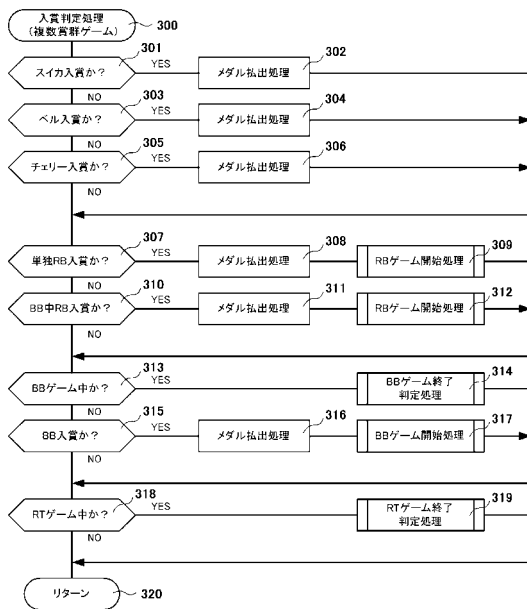 入賞判定処理
(複数賞群ゲーム)
300
301
302
スイカ入賞か?
YES
メダル払出処理
NO
303
304
ベル入賞か?
YES
メダル払出処理
NO
305
306
チェリー入賞か?
YES
メダル払出処理
NO
307
308
309
単独RB入賞か?
YES
メダル払出処理
RBゲーム開始処理
NO
310
311
312
BB中RB入賞か?
YES
メダル払出処理
RBゲーム開始処理
NO
313
314
BBゲーム中か?
YES
BBゲーム終了
判定処理
NO
315
316
317
BB入賞か?
YES
メダル払出処理
BBゲーム開始処理
NO
318
319
RTゲーム中か?
YES
RTゲーム終了
判定処理
NO
リターン
320